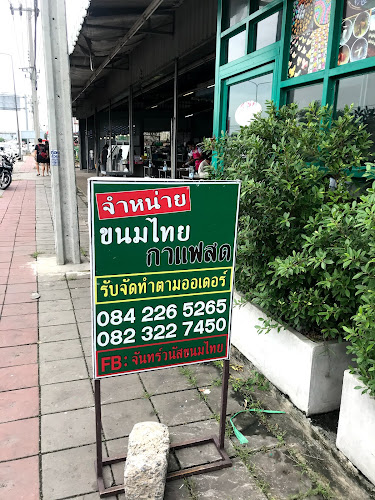 จำหน่าย
ขนมไทย
กาแฟสด
รับจัดทำตามออเดอร์
084 226 5265
082 322 7450
FB : จันทร์วนัสขนมไทย